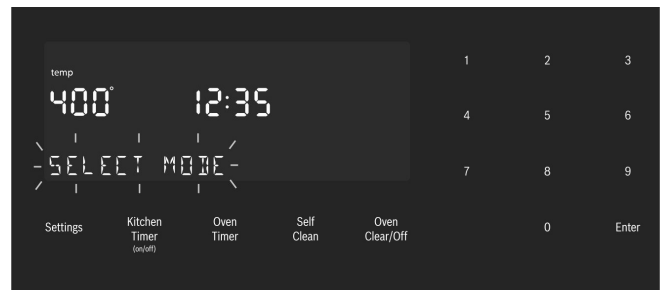 temp
400° 12:35
SELECT MODE
Settings
Kitchen
Timer
(on/off)
Oven
Timer
Self
Clean
Oven
Clear/Off
1 2 3
4 5 6
7 8 9
0 Enter